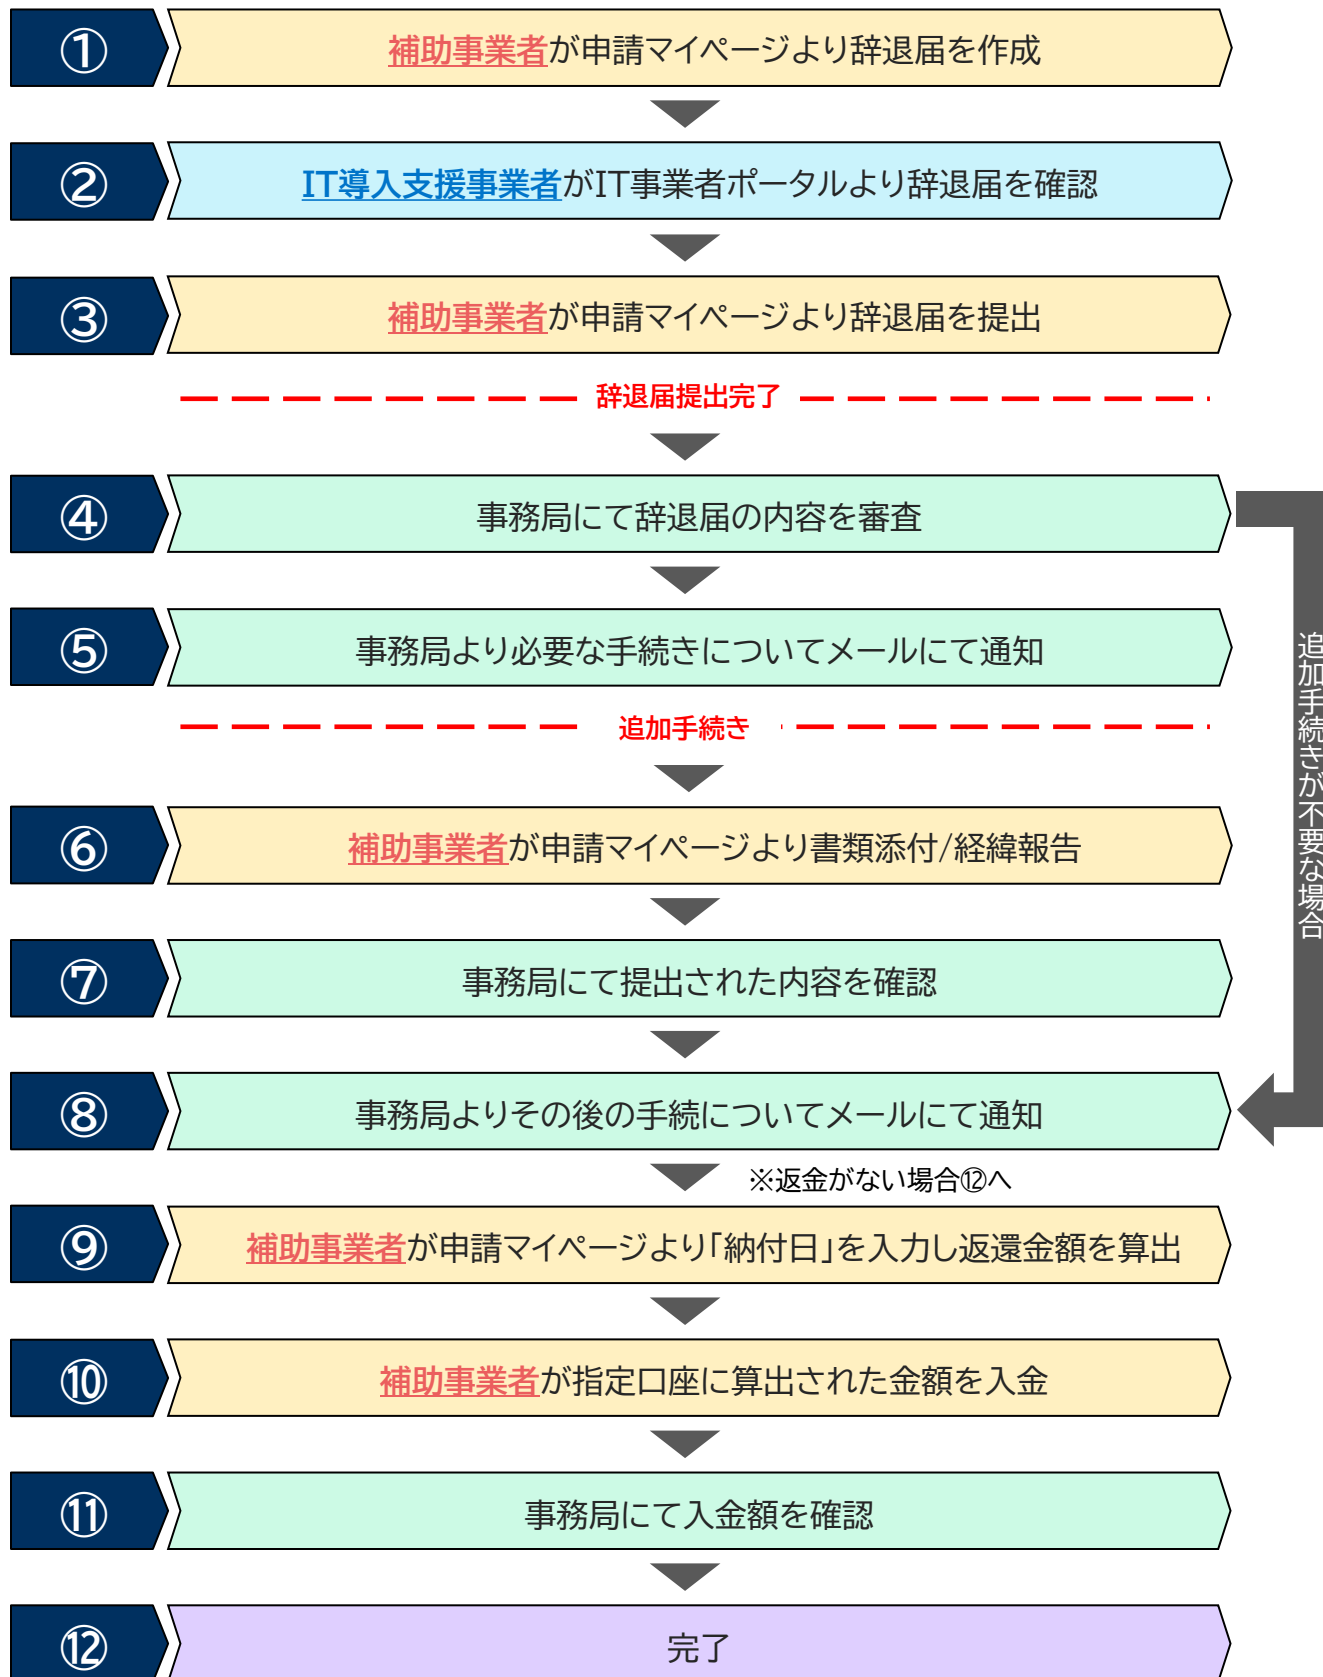 ①
補助事業者が申請マイページより辞退届を作成
②
IT導入支援事業者がIT事業者ポータルより辞退届を確認
③
補助事業者が申請マイページより辞退届を提出
辞退届提出完了
④
事務局にて辞退届の内容を審査
⑤
事務局より必要な手続きについてメールにて通知
追加手続き
追加手続きが不要な場合
⑥
補助事業者が申請マイページより書類添付/経緯報告
⑦
事務局にて提出された内容を確認
⑧
事務局よりその後の手続についてメールにて通知
※返金がない場合⑫へ
⑨
補助事業者が申請マイページより「納付日」を入力し返還金額を算出
⑩
補助事業者が指定口座に算出された金額を入金
⑪
事務局にて入金額を確認
⑫
完了